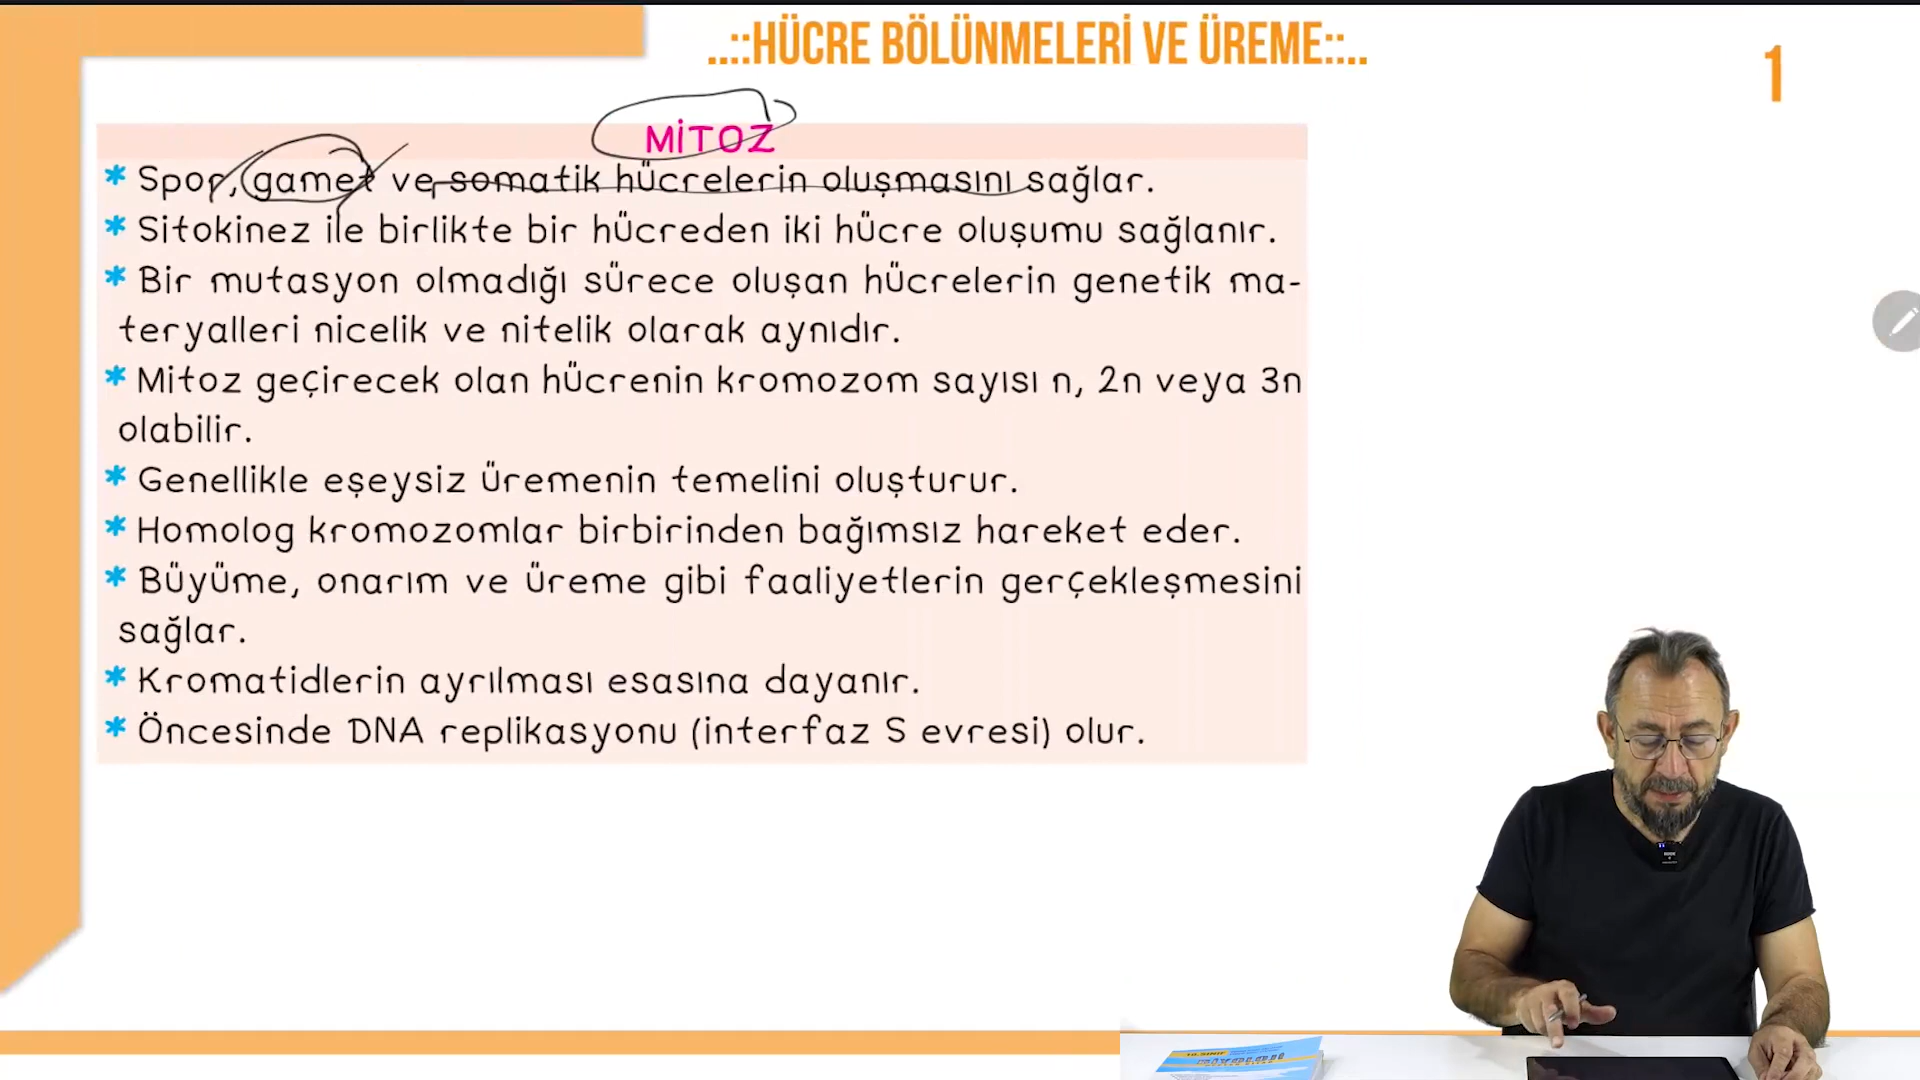 ..::HÜCRE BÖLÜNMELERİ VE ÜREME::..
1
MİTOZ
* Spor, gamet ve somatik hücrelerin oluşmasını sağlar.
* Sitokinez ile birlikte bir hücreden iki hücre oluşumu sağlanır.
* Bir mutasyon olmadığı sürece oluşan hücrelerin genetik ma-
teryalleri nicelik ve nitelik olarak aynıdır.
* Mitoz geçirecek olan hücrenin kromozom sayısı n, 2n veya 3n
olabilir.
* Genellikle eşeysiz üremenin temelini oluşturur.
* Homolog kromozomlar birbirinden bağımsız hareket eder.
* Büyüme, onarım ve üreme gibi faaliyetlerin gerçekleşmesini
sağlar.
* Kromatidlerin ayrılması esasına dayanır.
* Öncesinde DNA replikasyonu (interfaz S evresi) olur.
10.SINIF